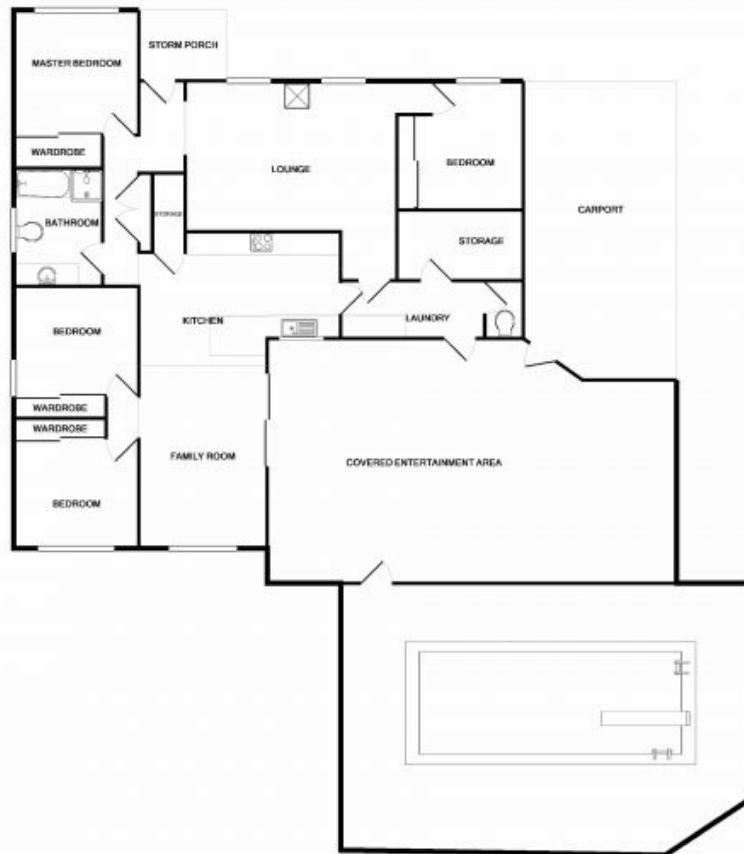 STORM PORCH
MASTER BEDROOM
WARDROBE
LOUNGE
BEDROOM
CARPORT
STORAGE
BATHROOM
STORAGE
KITCHEN
LAUNDRY
BEDROOM
WARDROBE
WARDROBE
FAMILY ROOM
COVERED ENTERTAINMENT AREA
BEDROOM